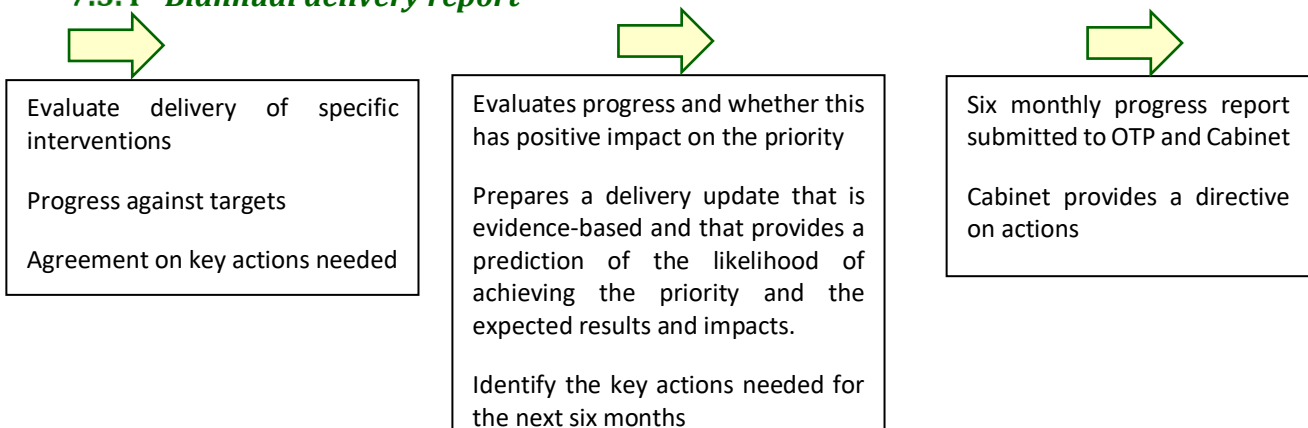 Biannual delivery report
Evaluate delivery of specific
interventions
Progress against targets
Agreement on key actions needed
Evaluates progress and whether this
has positive impact on the priority
Prepares a delivery update that is
evidence-based and that provides a
prediction of the likelihood of
achieving the priority and the
expected results and impacts.
Identify the key actions needed for
the next six months
Six monthly progress report
submitted to OTP and Cabinet
Cabinet provides a directive
on actions